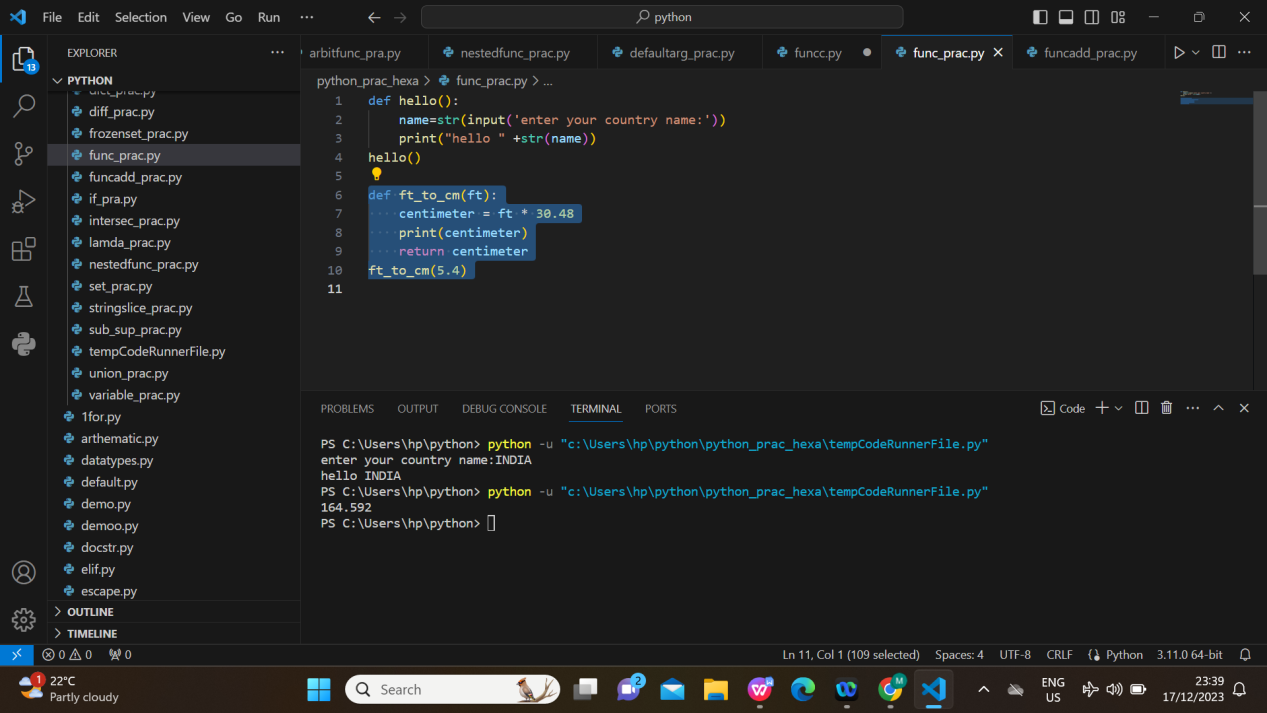 File Edit Selection View Go Run ··· python
EXPLORER ···
arbitfunc_pra.py nestedfunc_prac.py defaultarg_prac.py funcc.py func_prac.py funcadd_prac.py
PYTHON
python_prac_hexa > func_prac.py > ...
dict_prac.py
diff_prac.py
frozenset_prac.py
func_prac.py
funcadd_prac.py
if_pra.py
intersec_prac.py
lamda_prac.py
nestedfunc_prac.py
set_prac.py
stringslice_prac.py
sub_sup_prac.py
tempCodeRunnerFile.py
union_prac.py
variable_prac.py
1for.py
arthematic.py
datatypes.py
default.py
demo.py
demoo.py
docstr.py
elif.py
escape.py
OUTLINE
TIMELINE
13
1 def hello():
2 name=str(input('enter your country name:'))
3 print("hello " +str(name))
4 hello()
5
6 def ft_to_cm(ft):
7 centimeter = ft * 30.48
8 print(centimeter)
9 return centimeter
10 ft_to_cm(5.4)
11
PROBLEMS OUTPUT DEBUG CONSOLE TERMINAL PORTS Code
PS C:\Users\hp\python> python -u "c:\Users\hp\python\python_prac_hexa\tempCodeRunnerFile.py"
enter your country name:INDIA
hello INDIA
PS C:\Users\hp\python> python -u "c:\Users\hp\python\python_prac_hexa\tempCodeRunnerFile.py"
164.592
PS C:\Users\hp\python>
0 0 0 Ln 11, Col 1 (109 selected) Spaces: 4 UTF-8 CRLF Python 3.11.0 64-bit
1 22°C
Partly cloudy
Search
2
W
M
ENG
US
23:39
17/12/2023